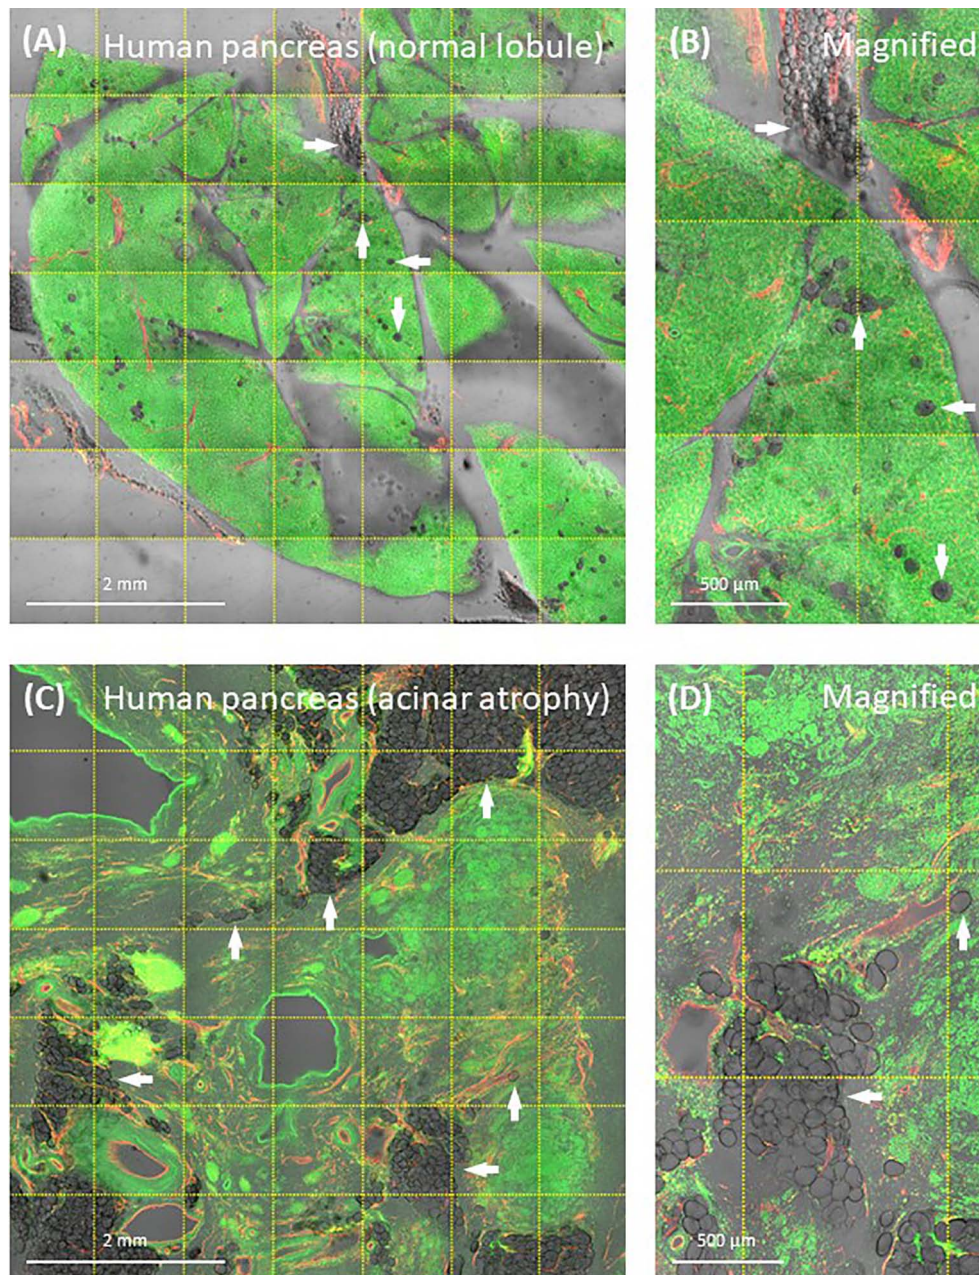 (A) Human pancreas (normal lobule)
2 mm
(B) Magnified
500 µm
(C) Human pancreas (acinar atrophy)
2 mm
(D) Magnified
500 µm